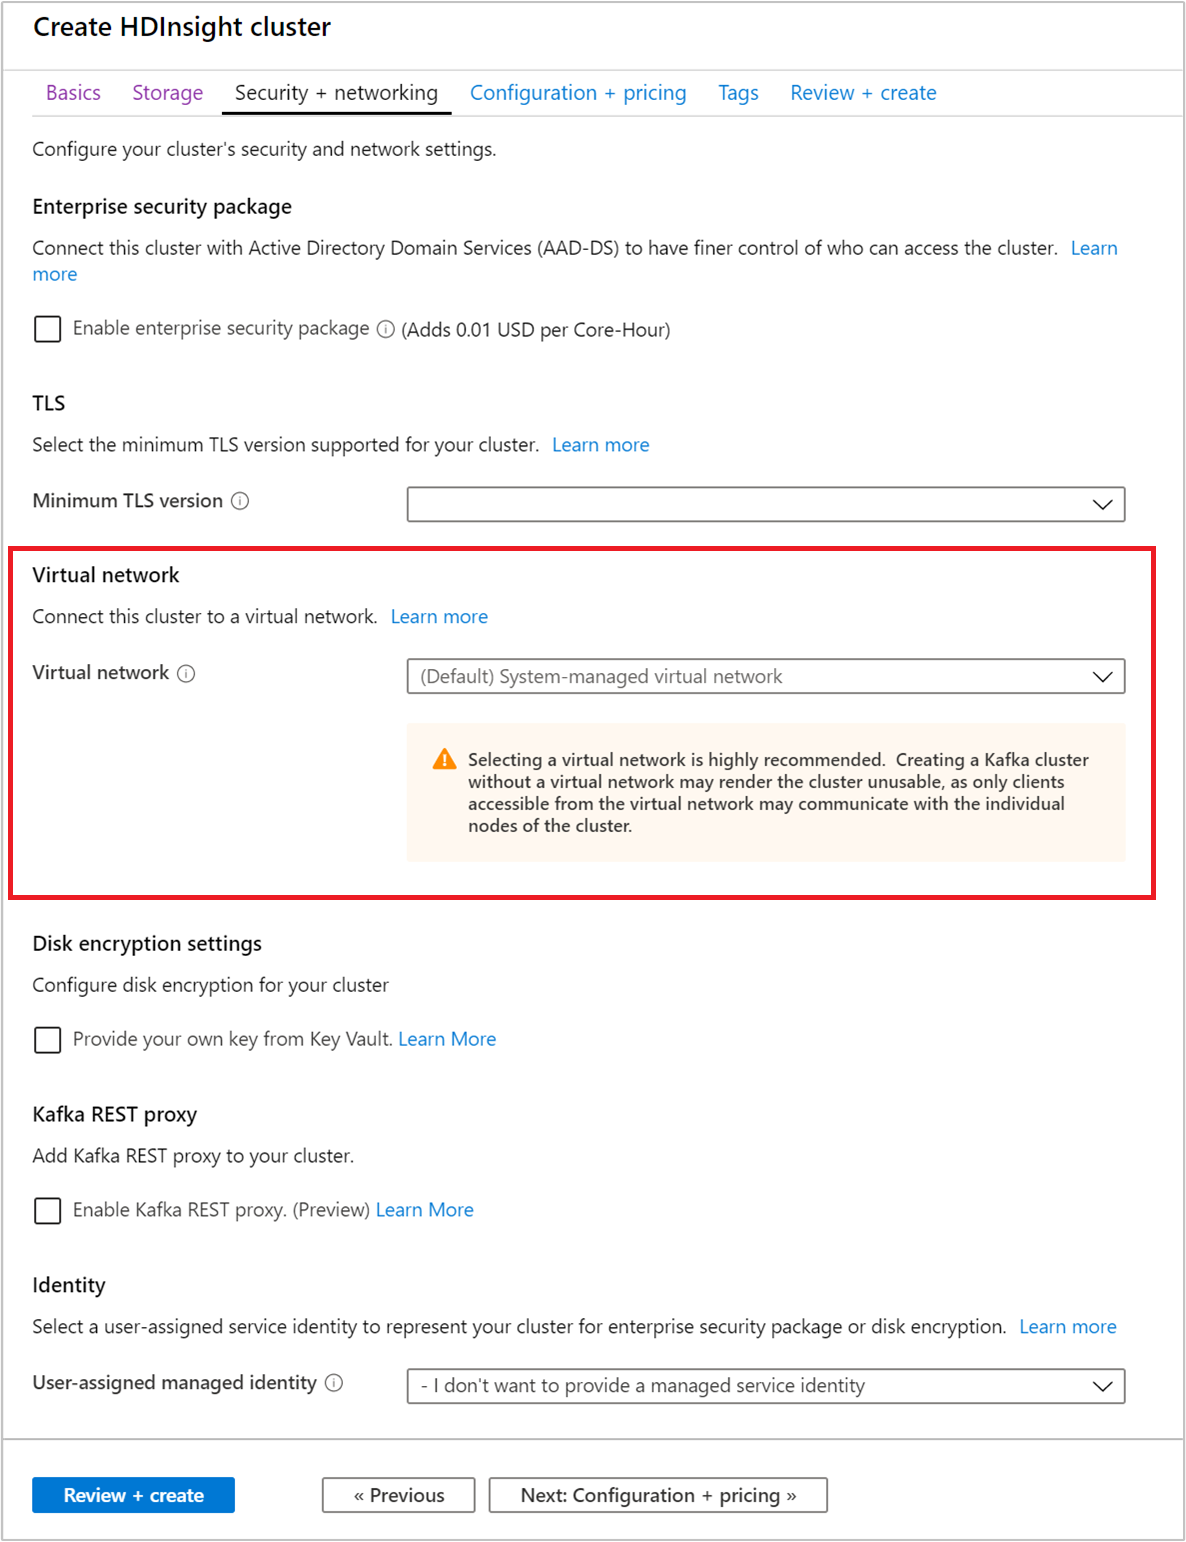 Create HDInsight cluster
Basics Storage Security + networking Configuration + pricing Tags Review + create
Configure your cluster's security and network settings.
Enterprise security package
Connect this cluster with Active Directory Domain Services (AAD-DS) to have finer control of who can access the cluster. Learn
more
Enable enterprise security package (Adds 0.01 USD per Core-Hour)
TLS
Select the minimum TLS version supported for your cluster. Learn more
Minimum TLS version
Virtual network
Connect this cluster to a virtual network. Learn more
Virtual network (Default) System-managed virtual network
Selecting a virtual network is highly recommended. Creating a Kafka cluster
without a virtual network may render the cluster unusable, as only clients
accessible from the virtual network may communicate with the individual
nodes of the cluster.
Disk encryption settings
Configure disk encryption for your cluster
Provide your own key from Key Vault. Learn More
Kafka REST proxy
Add Kafka REST proxy to your cluster.
Enable Kafka REST proxy. (Preview) Learn More
Identity
Select a user-assigned service identity to represent your cluster for enterprise security package or disk encryption. Learn more
User-assigned managed identity - I don't want to provide a managed service identity
Review + create « Previous Next: Configuration + pricing »